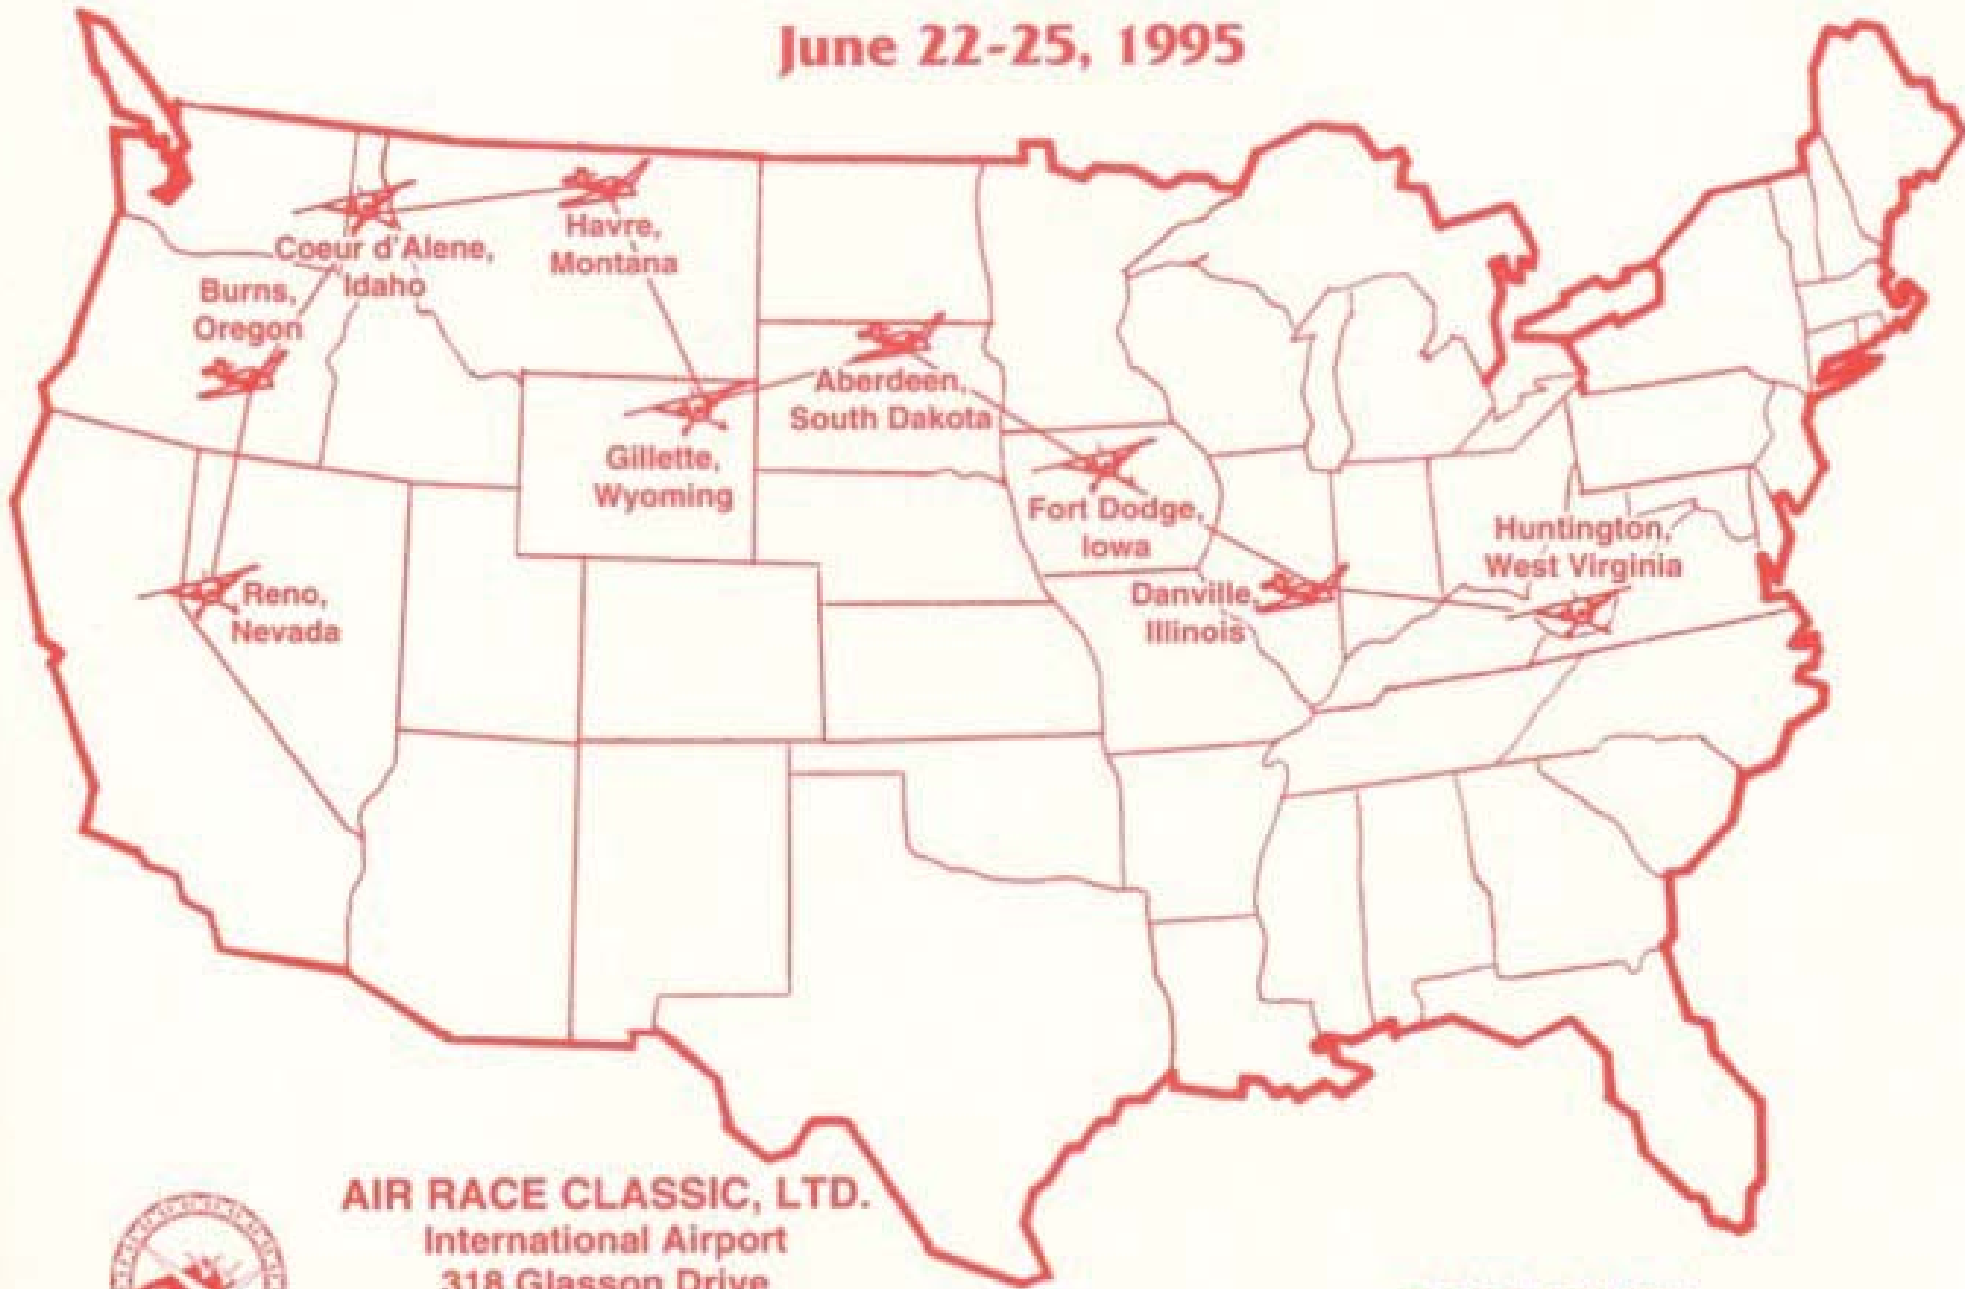 June 22-25, 1995
Havre,
Montana
Coeur d'Alene,
Idaho
Burns,
Oregon
Aberdeen,
South Dakota
Gillette,
Wyoming
Fort Dodge,
Iowa
Huntington,
West Virginia
Reno,
Nevada
Danville,
Illinois
AIR RACE CLASSIC, LTD.
International Airport
318 Glasson Drive